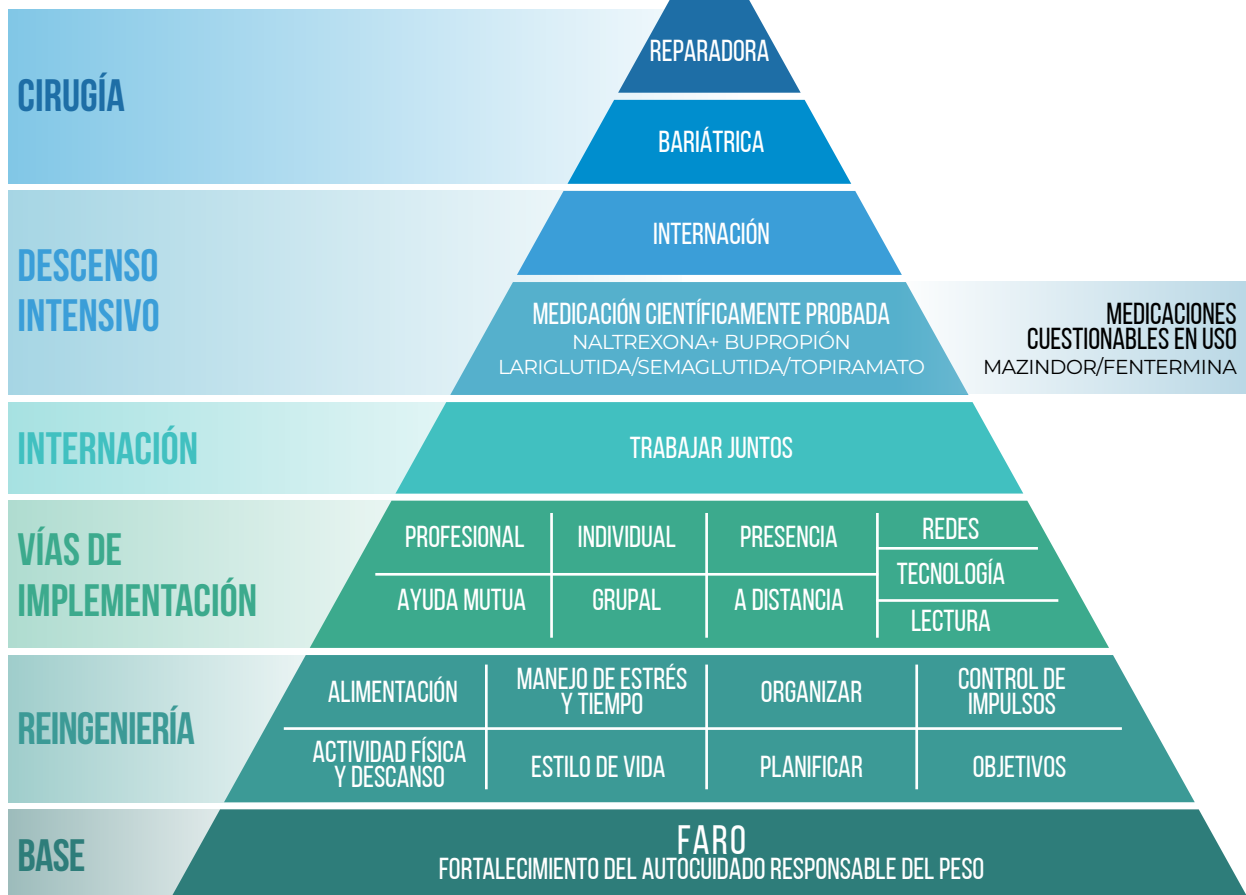 CIRUGÍA
REPARADORA
BARIÁTRICA
DESCENSO
INTENSIVO
INTERNACIÓN
MEDICACIÓN CIENTÍFICAMENTE PROBADA
NALTREXONA+ BUPROPIÓN
LARIGLUTIDA/SEMAGLUTIDA/TOPIRAMATO
MEDICACIONES
CUESTIONABLES EN USO
MAZINDOR/FENTERMINA
INTERNACIÓN
TRABAJAR JUNTOS
VÍAS DE
IMPLEMENTACIÓN
PROFESIONAL
INDIVIDUAL
PRESENCIA
REDES
TECNOLOGÍA
AYUDA MUTUA
GRUPAL
A DISTANCIA
LECTURA
REINGENIERÍA
ALIMENTACIÓN
MANEJO DE ESTRÉS
Y TIEMPO
ORGANIZAR
CONTROL DE
IMPULSOS
ACTIVIDAD FÍSICA
Y DESCANSO
ESTILO DE VIDA
PLANIFICAR
OBJETIVOS
BASE
FARO
FORTALECIMIENTO DEL AUTOCUIDADO RESPONSABLE DEL PESO